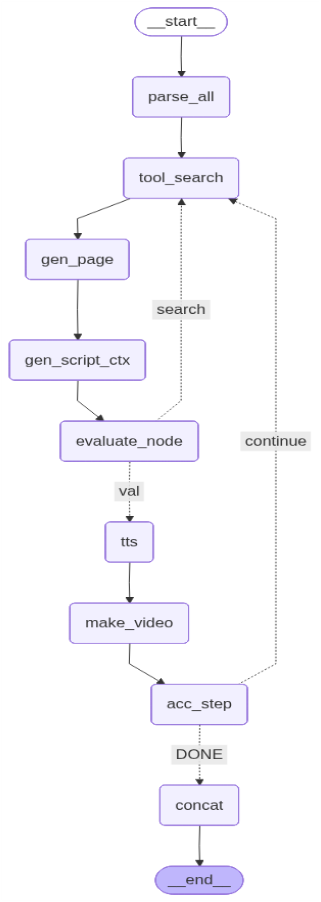 __start__
parse_all
tool_search
gen_page
search
gen_script_ctx
evaluate_node
continue
val
tts
make_video
acc_step
DONE
concat
__end__